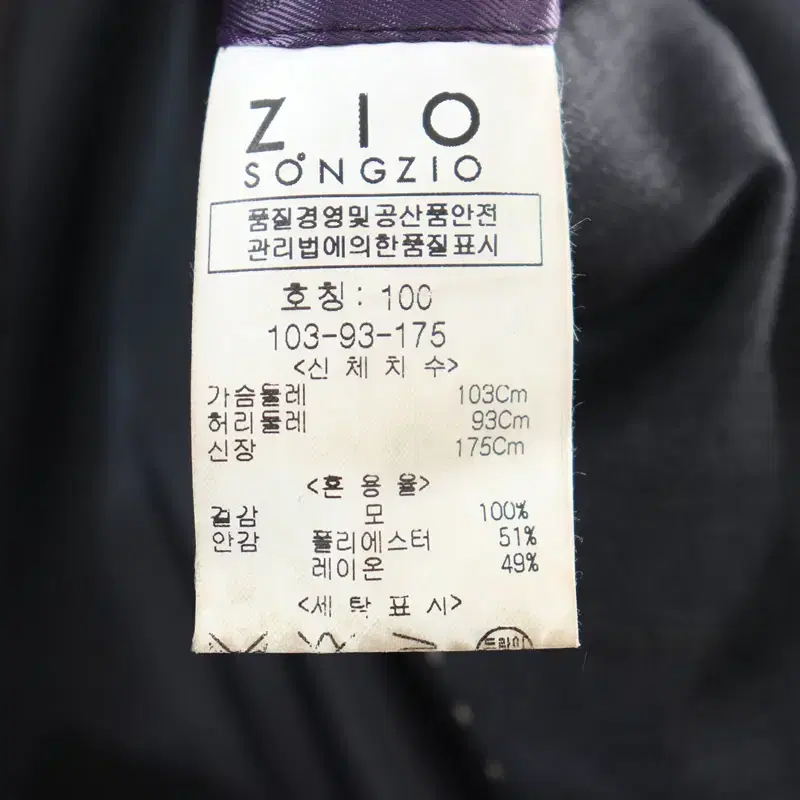 ZIO
SONGZIO
품질경영및공산품안전
관리법에의한품질표시
호칭: 100
103-93-175
<신 체 치 수>
가슴둘레 103Cm
허리둘레 93Cm
신장 175Cm
<혼 용 율>
겉감 모 100%
안감 폴리에스터 51%
레이온 49%
<세 탁 표 시>
드라이